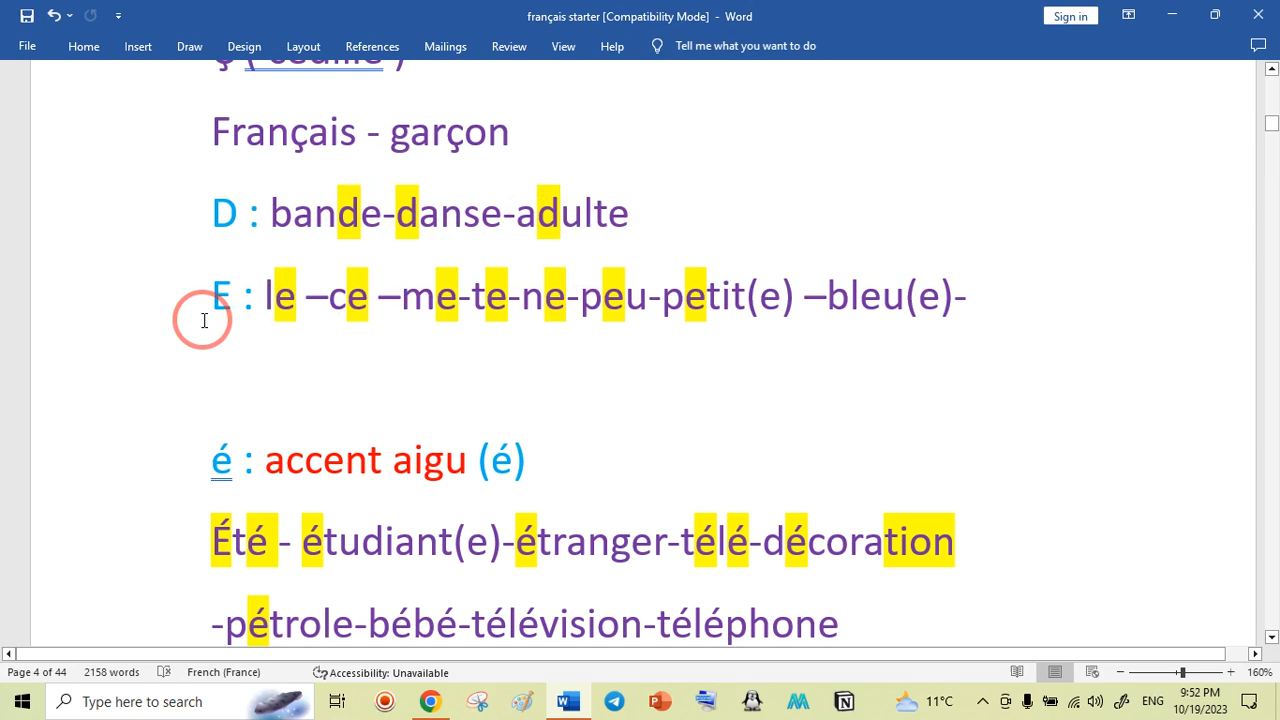 français starter [Compatibility Mode] - Word
Sign in
File Home Insert Draw Design Layout References Mailings Review View Help Tell me what you want to do
Français - garçon
D : bande-danse-adulte
E : le –ce –me-te-ne-peu-petit(e) –bleu(e)-
é : accent aigu (é)
Été - étudiant(e)-étranger-télé-décoration
-pétrole-bébé-télévision-téléphone
Page 4 of 44 2158 words French (France) Accessibility: Unavailable 160%
Type here to search 11°C ENG 9:52 PM
10/19/2023